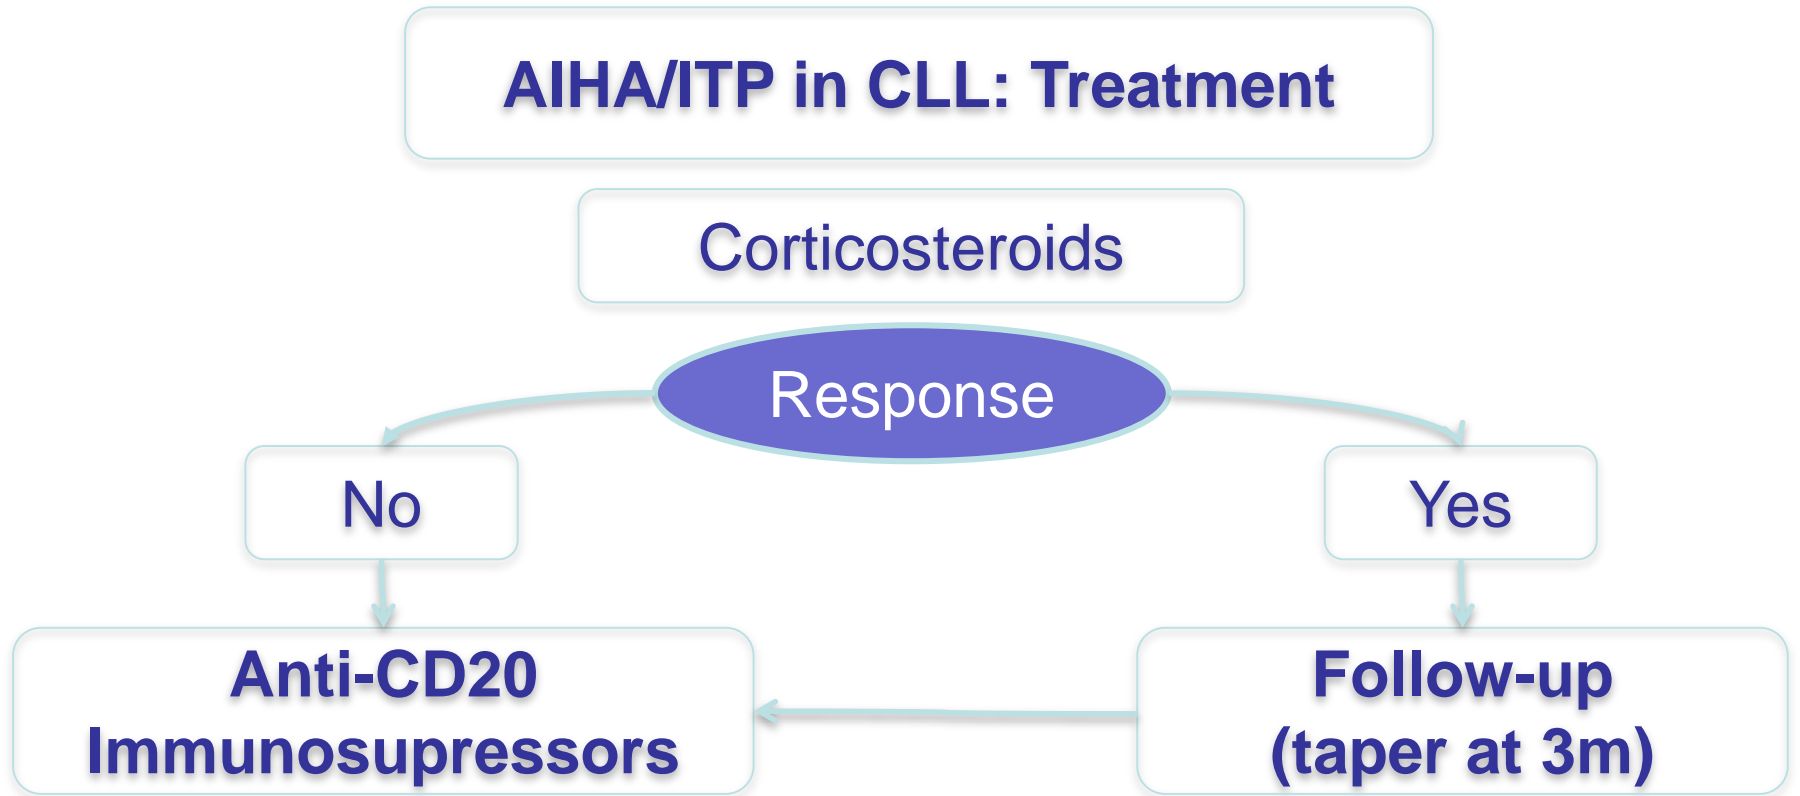 AIHA/ITP in CLL: Treatment
Corticosteroids
Response
No
Yes
Anti-CD20
Immunosupressors
Follow-up
(taper at 3m)